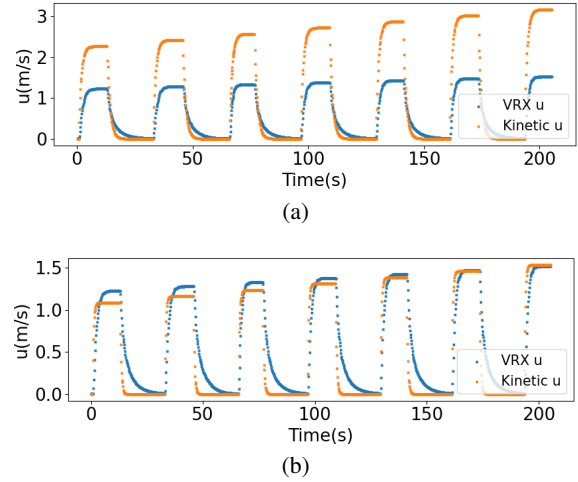 3
2
1
0
u(m/s)
VRX u
Kinetic u
0 50 100 150 200
Time(s)
(a)
1.5
1.0
0.5
0.0
u(m/s)
VRX u
Kinetic u
0 50 100 150 200
Time(s)
(b)